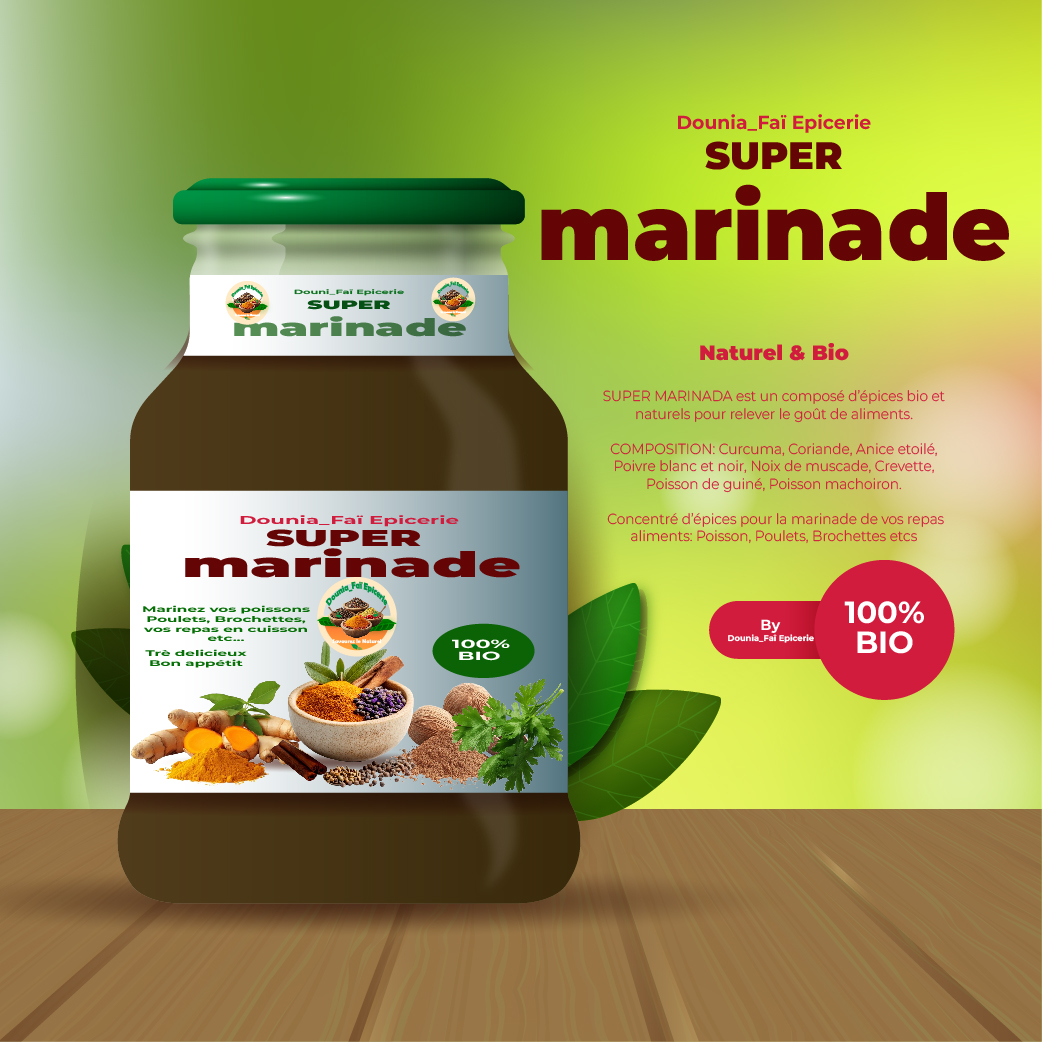 Dounia_Faï Epicerie
SUPER
marinade
Douni_Faï Epicerie
SUPER
marinade
Naturel & Bio
SUPER MARINADA est un composé d'épices bio et
naturels pour relever le goût de aliments.
COMPOSITION: Curcuma, Coriande, Anice etoilé,
Poivre blanc et noir, Noix de muscade, Crevette,
Poisson de guiné, Poisson machoiron.
Concentré d'épices pour la marinade de vos repas
aliments: Poisson, Poulets, Brochettes etcs
By
Dounia_Faï Epicerie
100%
BIO
Dounia_Faï Epicerie
SUPER
marinade
Dounia_Faï Epicerie
Marinez vos poissons
Poulets, Brochettes,
vos repas en cuisson
etc...
Trè delicieux
Bon appétit
100%
BIO